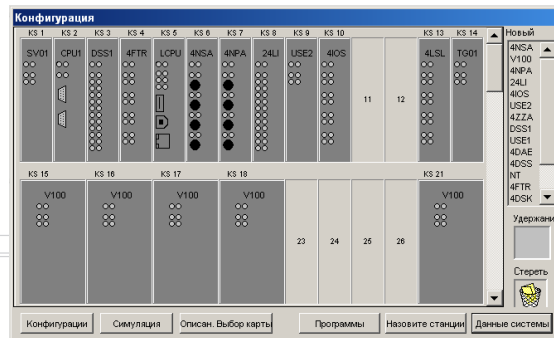 Конфигурация
KS 1 KS 2 KS 3 KS 4 KS 5 KS 6 KS 7 KS 8 KS 9 KS 10 KS 13 KS 14 Новый
SV01 CPU1 DSS1 4FTR LCPU 4NSA 4NPA 24LI USE2 4IOS 11 12 4LSL TG01
4NSA
V100
4NPA
24LI
4IOS
USE2
4ZZA
DSS1
USE1
4DAE
4DSS
NT
4FTR
4DSK
KS 15 KS 16 KS 17 KS 18 KS 21
V100 V100 V100 V100 23 24 25 26 V100
Удержани
Стереть
Конфигурации Симуляция Описан. Выбор карты Программы Назовите станции Данные системы